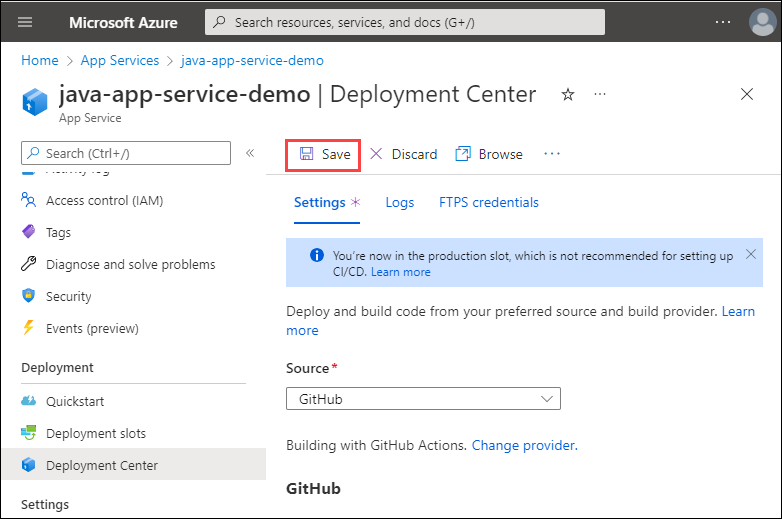 Microsoft Azure
Search resources, services, and docs (G+/)
Home > App Services > java-app-service-demo
java-app-service-demo | Deployment Center
App Service
Search (Ctrl+/)
Activity log
Access control (IAM)
Tags
Diagnose and solve problems
Security
Events (preview)
Deployment
Quickstart
Deployment slots
Deployment Center
Settings
Save
Discard
Browse
Settings
Logs
FTPS credentials
You're now in the production slot, which is not recommended for setting up
CI/CD. Learn more
Deploy and build code from your preferred source and build provider. Learn
more
Source*
GitHub
Building with GitHub Actions. Change provider.
GitHub